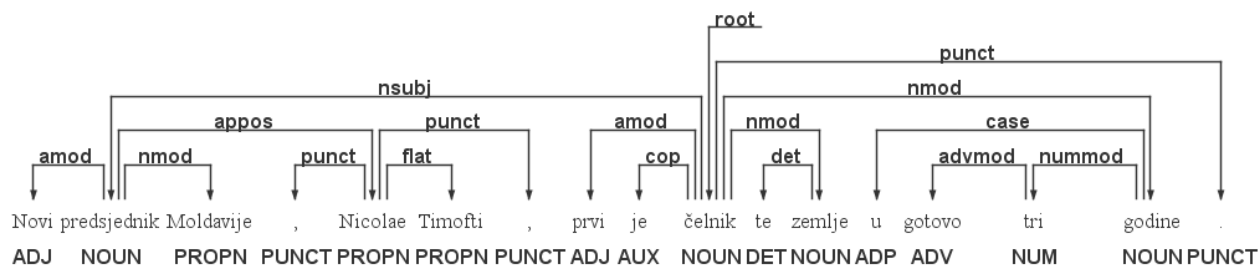 root
punct
nsubj nmod
appos punct amod nmod case
amod nmod punct flat cop det advmod nummod
Novi predsjednik Moldavije , Nicolae Timofti , prvi je čelnik te zemlje u gotovo tri godine .
ADJ NOUN PROPN PUNCT PROPN PROPN PUNCT ADJ AUX NOUN DET NOUN ADP ADV NUM NOUN PUNCT